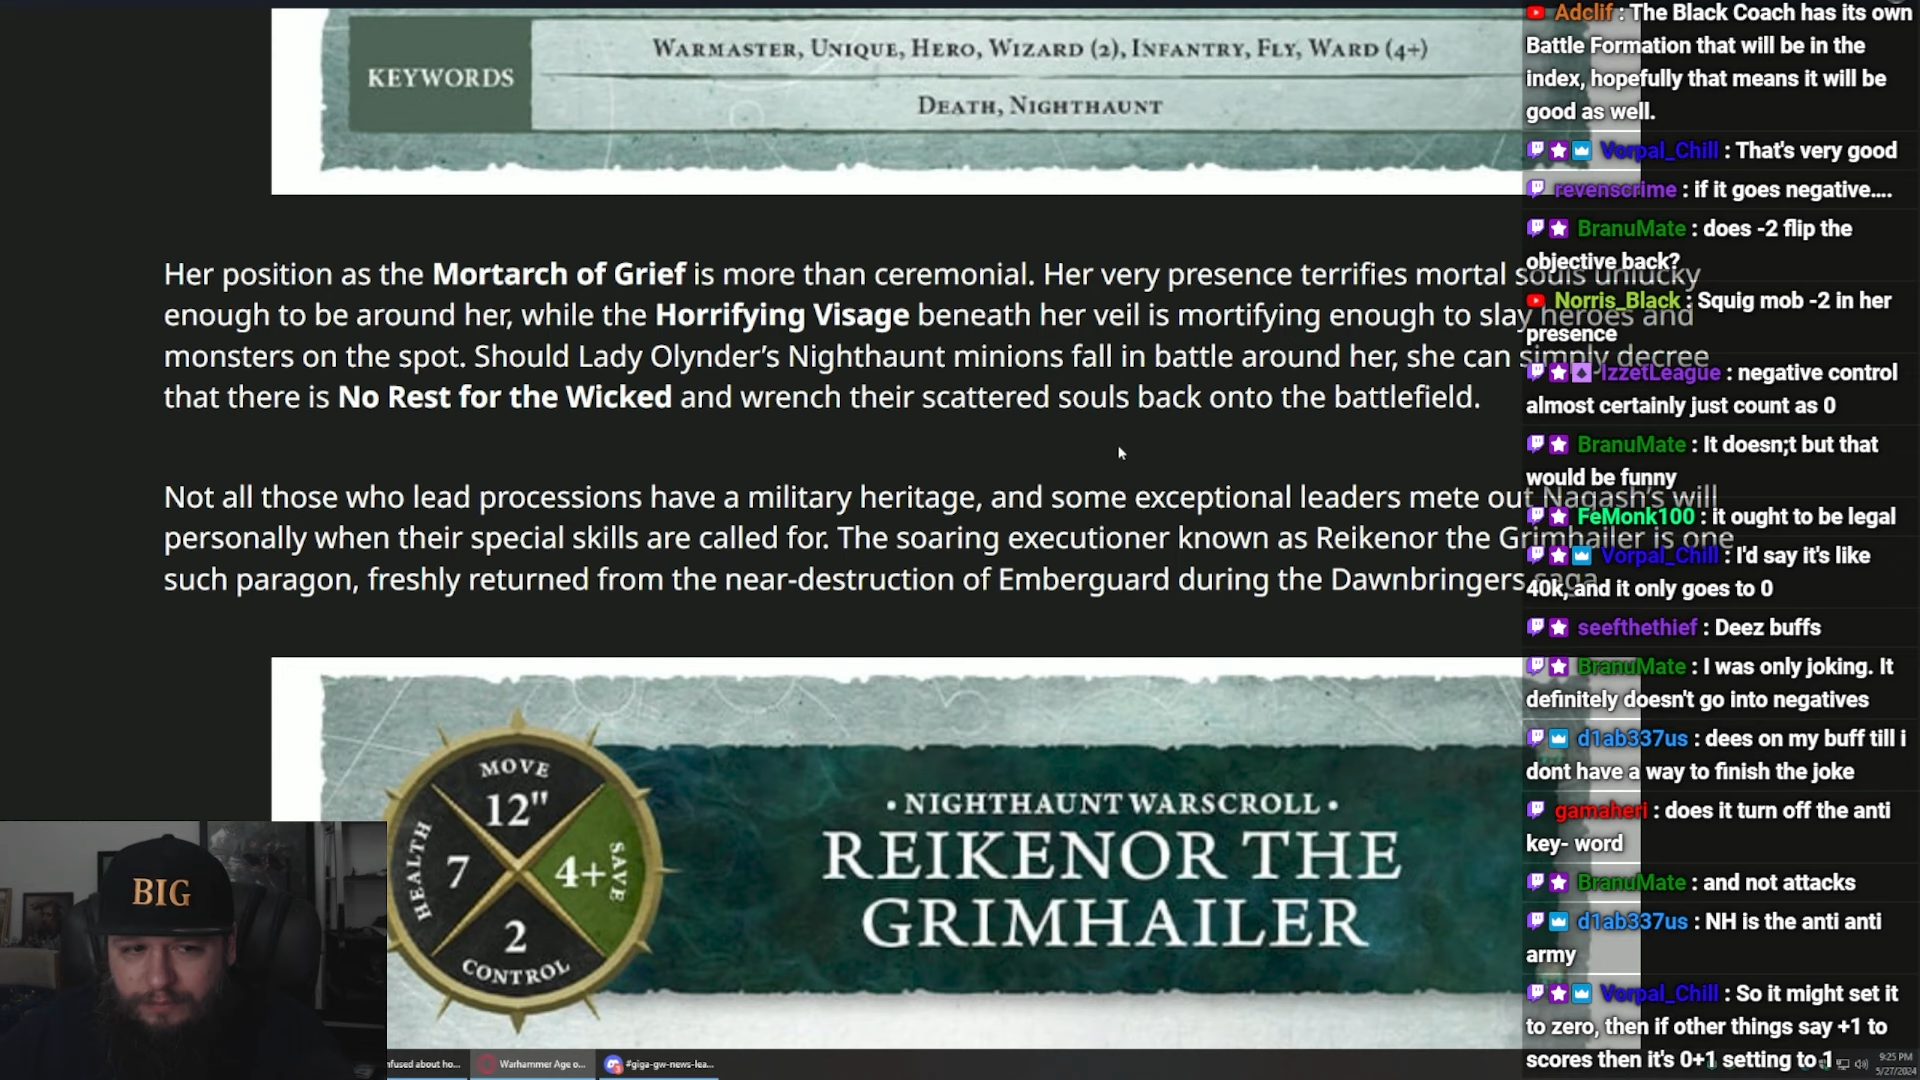 KEYWORDS
WARMASTER, UNIQUE, HERO, WIZARD (2), INFANTRY, FLY, WARD (4+)
DEATH, NIGHTHAUNT
Her position as the Mortarch of Grief is more than ceremonial. Her very presence terrifies mortal souls unlucky
enough to be around her, while the Horrifying Visage beneath her veil is mortifying enough to slay heroes and
monsters on the spot. Should Lady Olynder's Nighthaunt minions fall in battle around her, she can simply decree
that there is No Rest for the Wicked and wrench their scattered souls back onto the battlefield.
Not all those who lead processions have a military heritage, and some exceptional leaders mete out Nagash's will
personally when their special skills are called for. The soaring executioner known as Reikenor the Grimhailer is one
such paragon, freshly returned from the near-destruction of Emberguard during the Dawnbringers saga
MOVE
12"
HEALTH
7
4+
SAVE
2
CONTROL
• NIGHTHAUNT WARSCROLL •
REIKENOR THE
GRIMHAILER
BIG
nfused about ho...
Warhammer Age o...
#giga-gw-news-lea...
9:25 PM
5/27/2024
Adclif : The Black Coach has its own
Battle Formation that will be in the
index, hopefully that means it will be
good as well.
Vorpal_Chill : That's very good
revenscrime : if it goes negative....
BranuMate : does -2 flip the
objective back?
Norris_Black : Squig mob -2 in her
presence
IzzetLeague : negative control
almost certainly just count as 0
BranuMate : It doesn;t but that
would be funny
FeMonk100 : it ought to be legal
Vorpal_Chill : I'd say it's like
40k, and it only goes to 0
seefthethief : Deez buffs
BranuMate : I was only joking. It
definitely doesn't go into negatives
d1ab337us : dees on my buff till i
dont have a way to finish the joke
gamaheri : does it turn off the anti
key- word
BranuMate : and not attacks
d1ab337us : NH is the anti anti
army
Vorpal_Chill : So it might set it
to zero, then if other things say +1 to
scores then it's 0+1 setting to 1